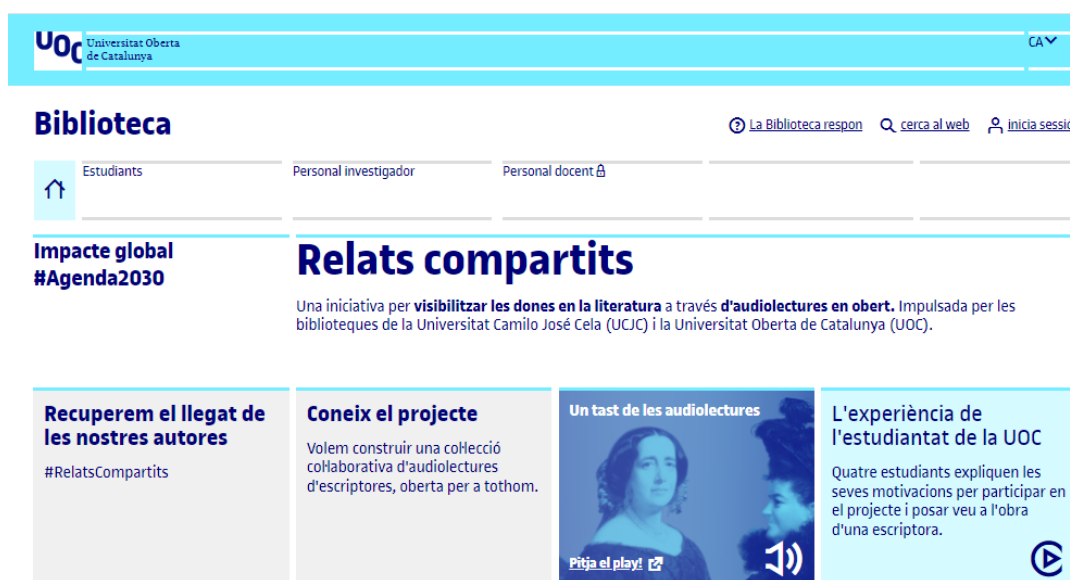 UOC Universitat Oberta
de Catalunya
CA
Biblioteca
La Biblioteca respon
cerca al web
inicia sessió
Estudiants
Personal investigador
Personal docent
Impacte global
#Agenda2030
Relats compartits
Una iniciativa per visibilitzar les dones en la literatura a través d'audiolectures en obert. Impulsada per les
biblioteques de la Universitat Camilo José Cela (UCJC) i la Universitat Oberta de Catalunya (UOC).
Recuperem el llegat de
les nostres autores
#RelatsCompartits
Coneix el projecte
Volem construir una col·lecció
col·laborativa d'audiolectures
d'escriptores, oberta per a tothom.
Un tast de les audiolectures
Pitja el play!
L'experiència de
l'estudiantat de la UOC
Quatre estudiants expliquen les
seves motivacions per participar en
el projecte i posar veu a l'obra
d'una escriptora.